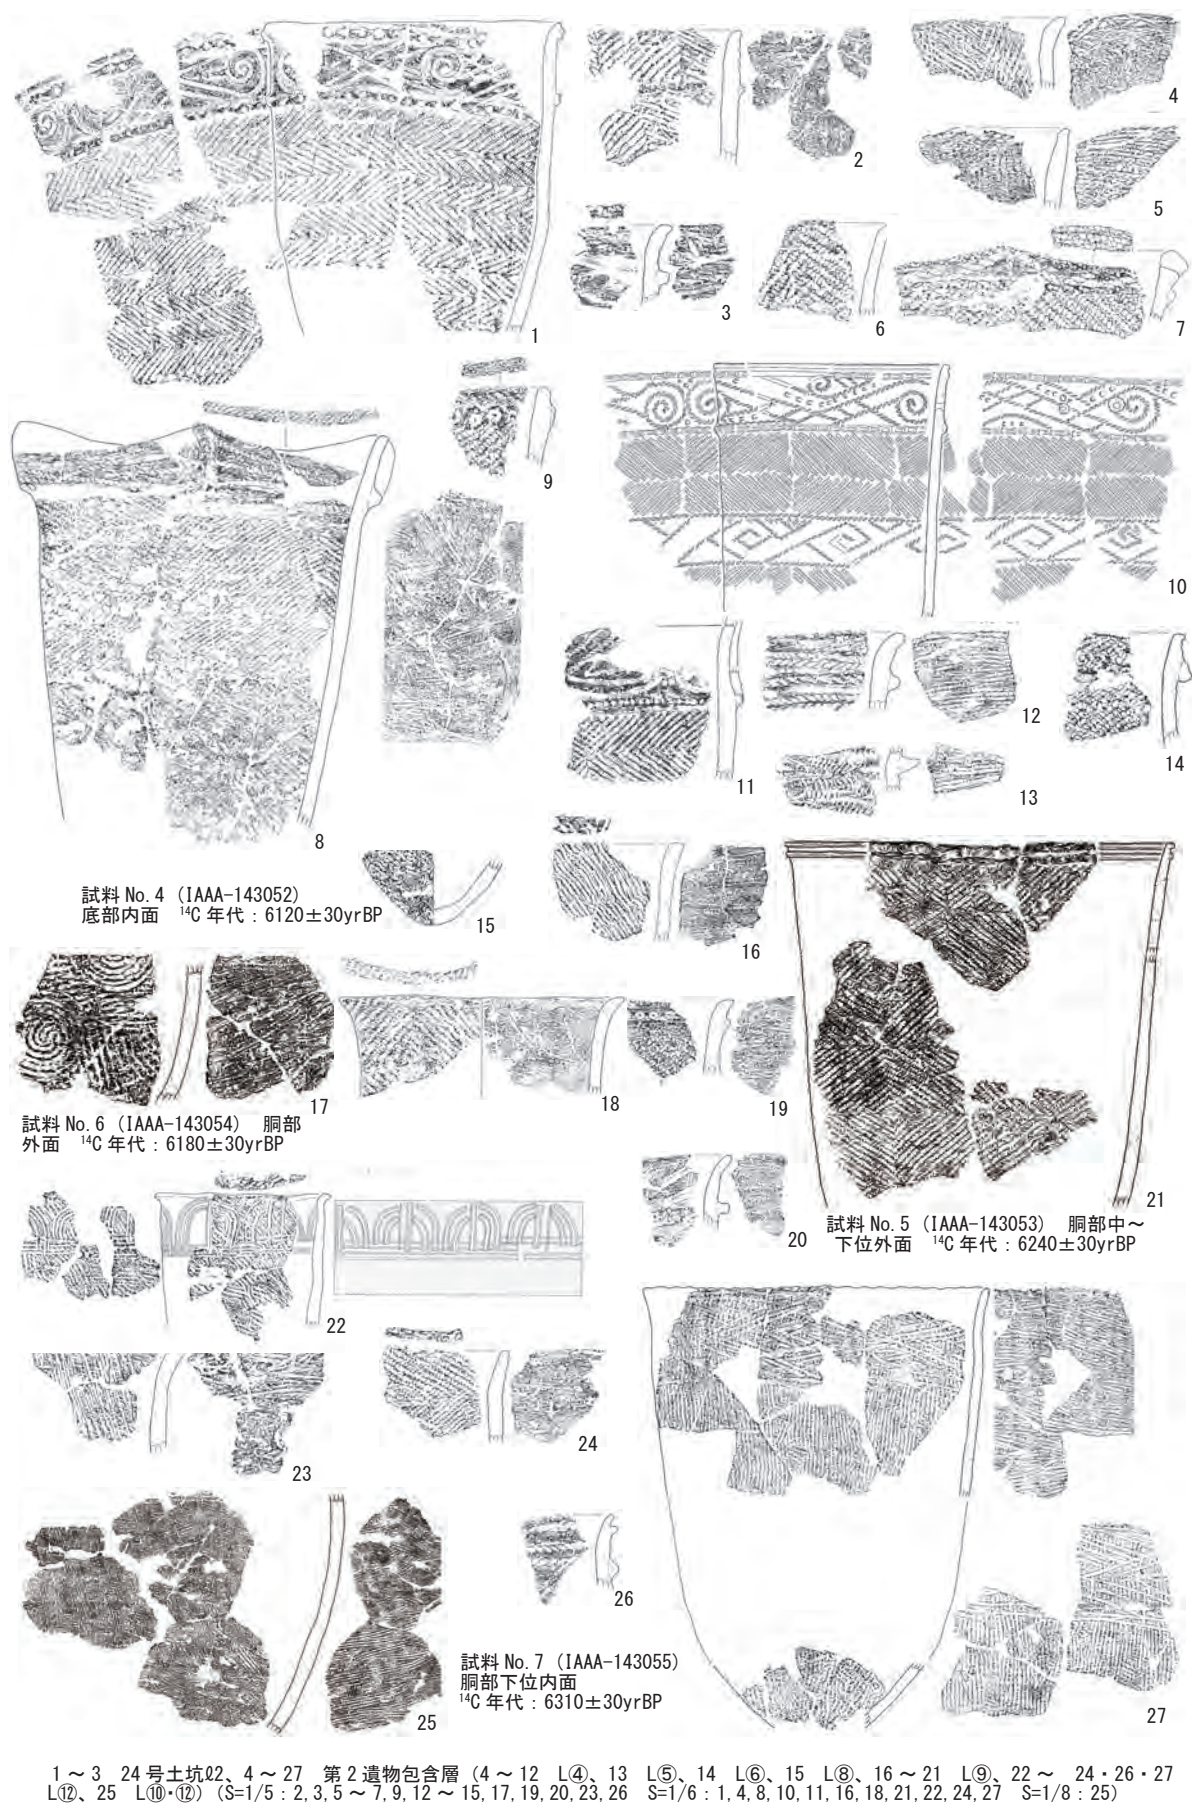 1
2
3
4
5
6
7
8
9
10
11
12
13
14
試料 No.4（IAAA-143052）
底部内面　¹⁴C 年代：6120±30yrBP
15
16
17
18
19
試料 No.6（IAAA-143054）　胴部
外面　¹⁴C 年代：6180±30yrBP
20
21
試料 No.5（IAAA-143053）　胴部中～
下位外面　¹⁴C 年代：6240±30yrBP
22
23
24
25
26
試料 No.7（IAAA-143055）
胴部下位内面
¹⁴C 年代：6310±30yrBP
27
1～3　24号土坑ℓ2、4～27　第2遺物包含層（4～12　L④、13　L⑤、14　L⑥、15　L⑧、16～21　L⑨、22～　24・26・27
L⑫、25　L⑩・⑫）（S=1/5：2,3,5～7,9,12～15,17,19,20,23,26　S=1/6：1,4,8,10,11,16,18,21,22,24,27　S=1/8：25）